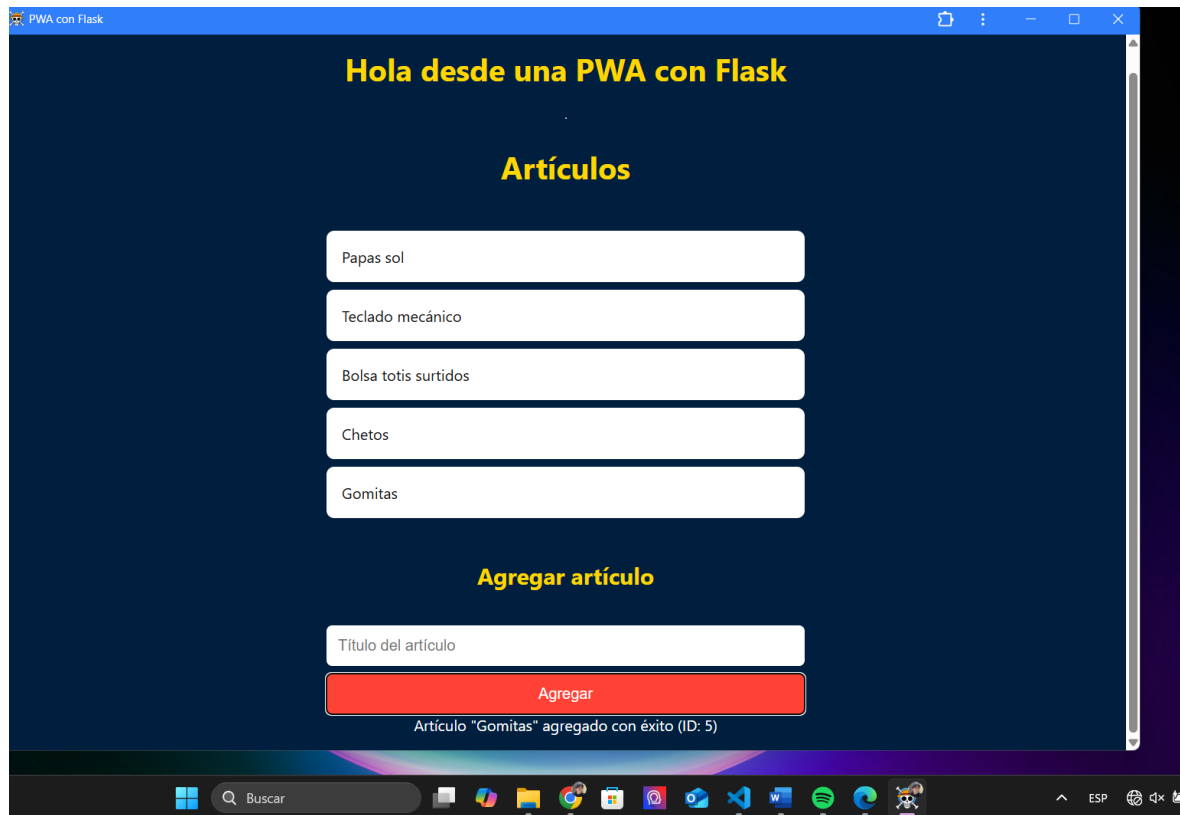 PWA con Flask
Hola desde una PWA con Flask
.
Artículos
Papas sol
Teclado mecánico
Bolsa totis surtidos
Chetos
Gomitas
Agregar artículo
Título del artículo
Agregar
Artículo "Gomitas" agregado con éxito (ID: 5)
Buscar
ESP